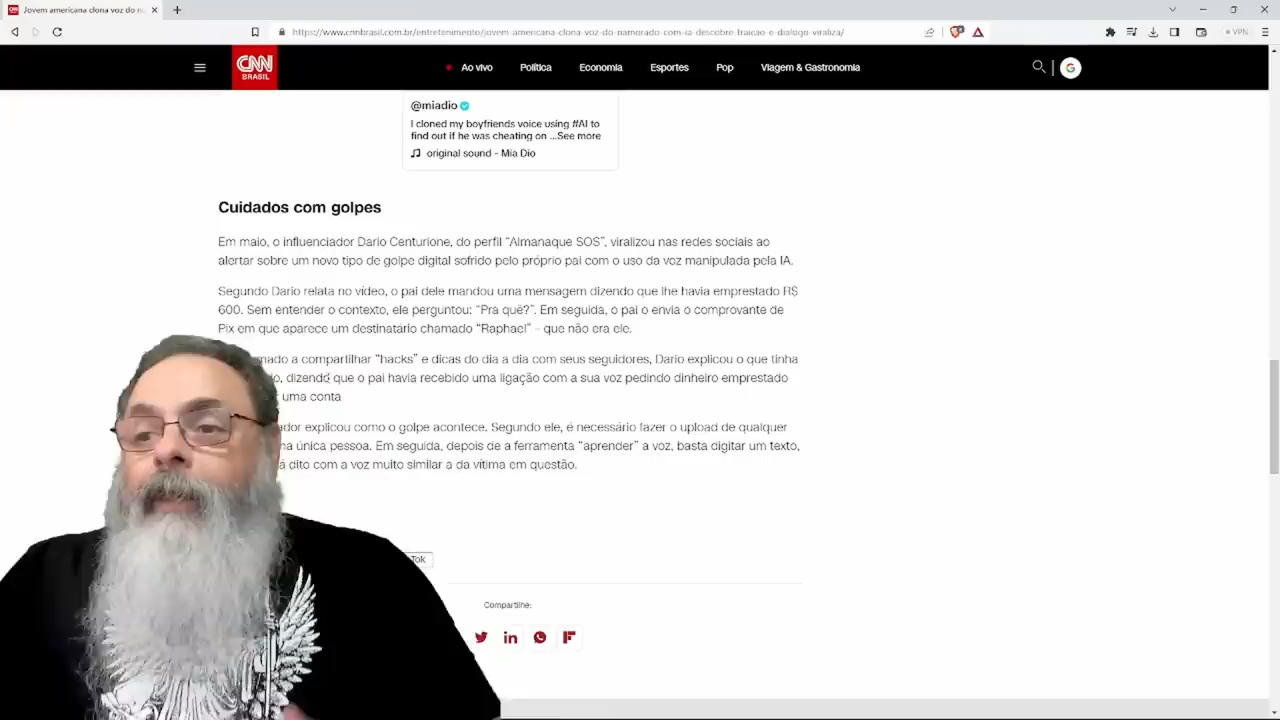 Jovem americana clona voz do na
https://www.cnnbrasil.com.br/entretenimento/jovem-americana-clona-voz-do-namorado-com-ia-descobre-traicao-e-dialogo-viraliza/
VPN
CNN
BRASIL
Ao vivo
Política
Economia
Esportes
Pop
Viagem & Gastronomia
G
@miadio
I cloned my boyfriends voice using #AI to
find out if he was cheating on ...See more
original sound - Mia Dio
Cuidados com golpes
Em maio, o influenciador Dario Centurione, do perfil “Almanaque SOS”, viralizou nas redes sociais ao
alertar sobre um novo tipo de golpe digital sofrido pelo próprio pai com o uso da voz manipulada pela IA.
Segundo Dario relata no vídeo, o pai dele mandou uma mensagem dizendo que lhe havia emprestado R$
600. Sem entender o contexto, ele perguntou: “Pra quê?”. Em seguida, o pai o envia o comprovante de
Pix em que aparece um destinatário chamado “Raphael” – que não era ele.
mado a compartilhar “hacks” e dicas do dia a dia com seus seguidores, Dario explicou o que tinha
o, dizendo que o pai havia recebido uma ligação com a sua voz pedindo dinheiro emprestado
uma conta
ador explicou como o golpe acontece. Segundo ele, é necessário fazer o upload de qualquer
na única pessoa. Em seguida, depois de a ferramenta “aprender” a voz, basta digitar um texto,
á dito com a voz muito similar a da vítima em questão.
Tok
Compartilhe: